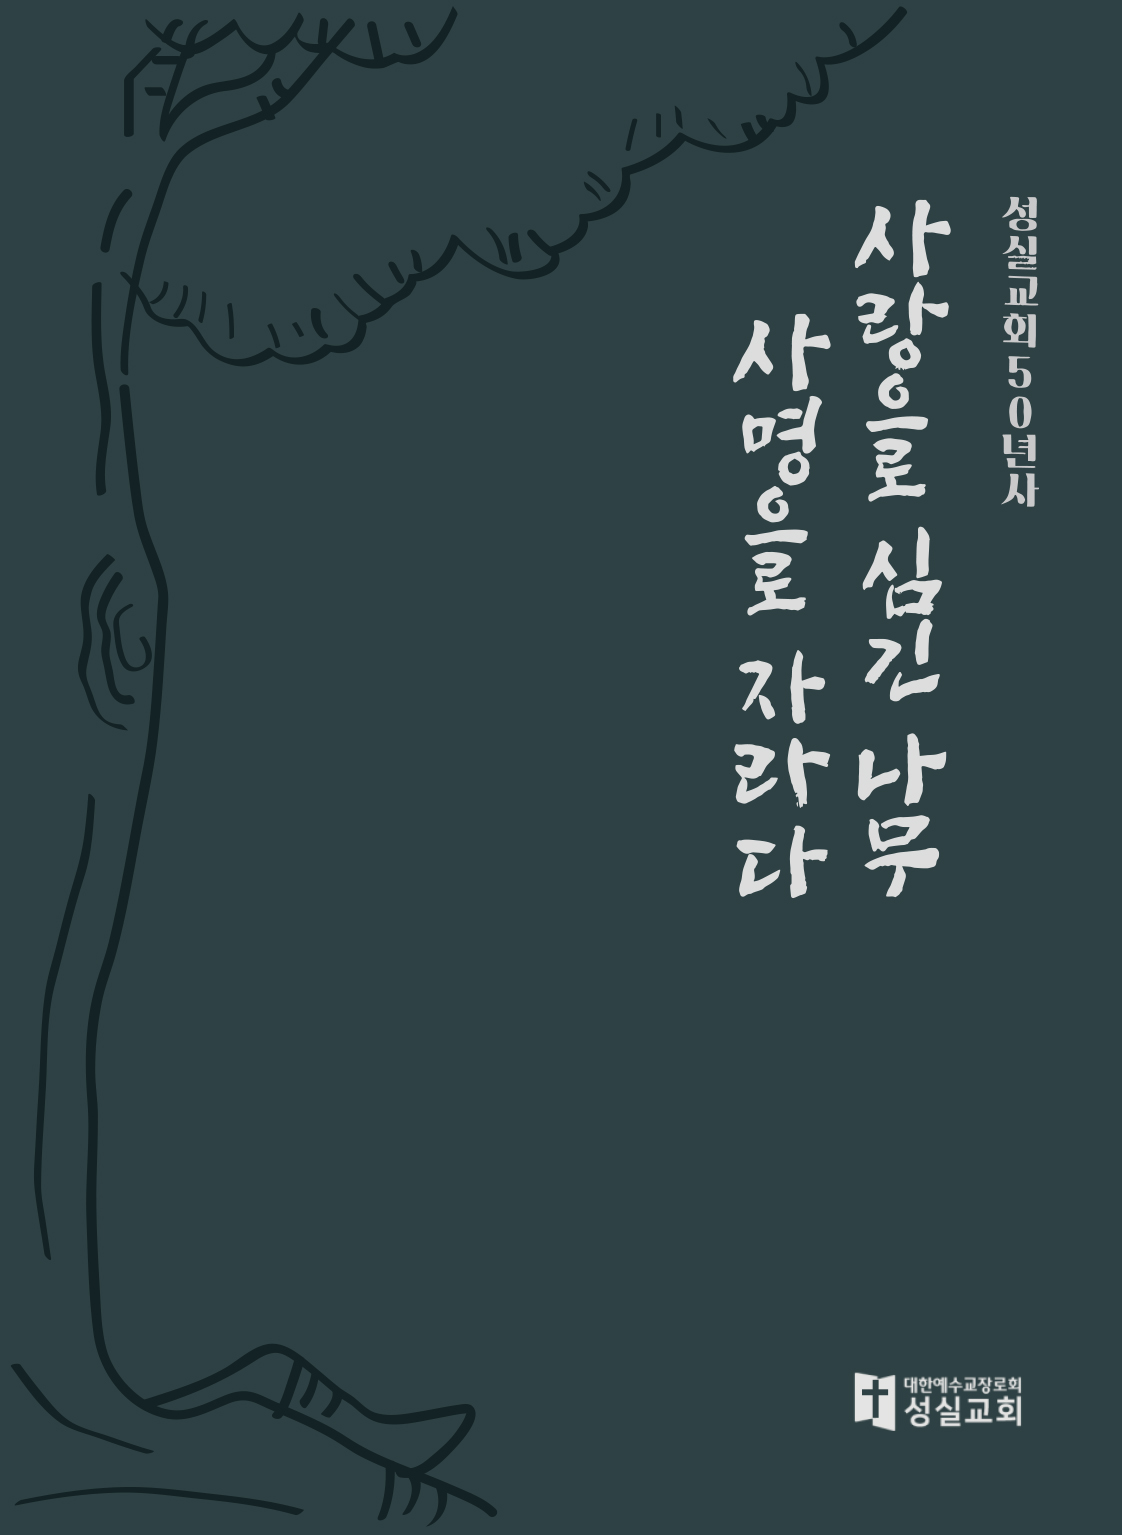 성실교회50년사
사랑으로 심긴 나무
사명으로 자라다
대한예수교장로회
성실교회